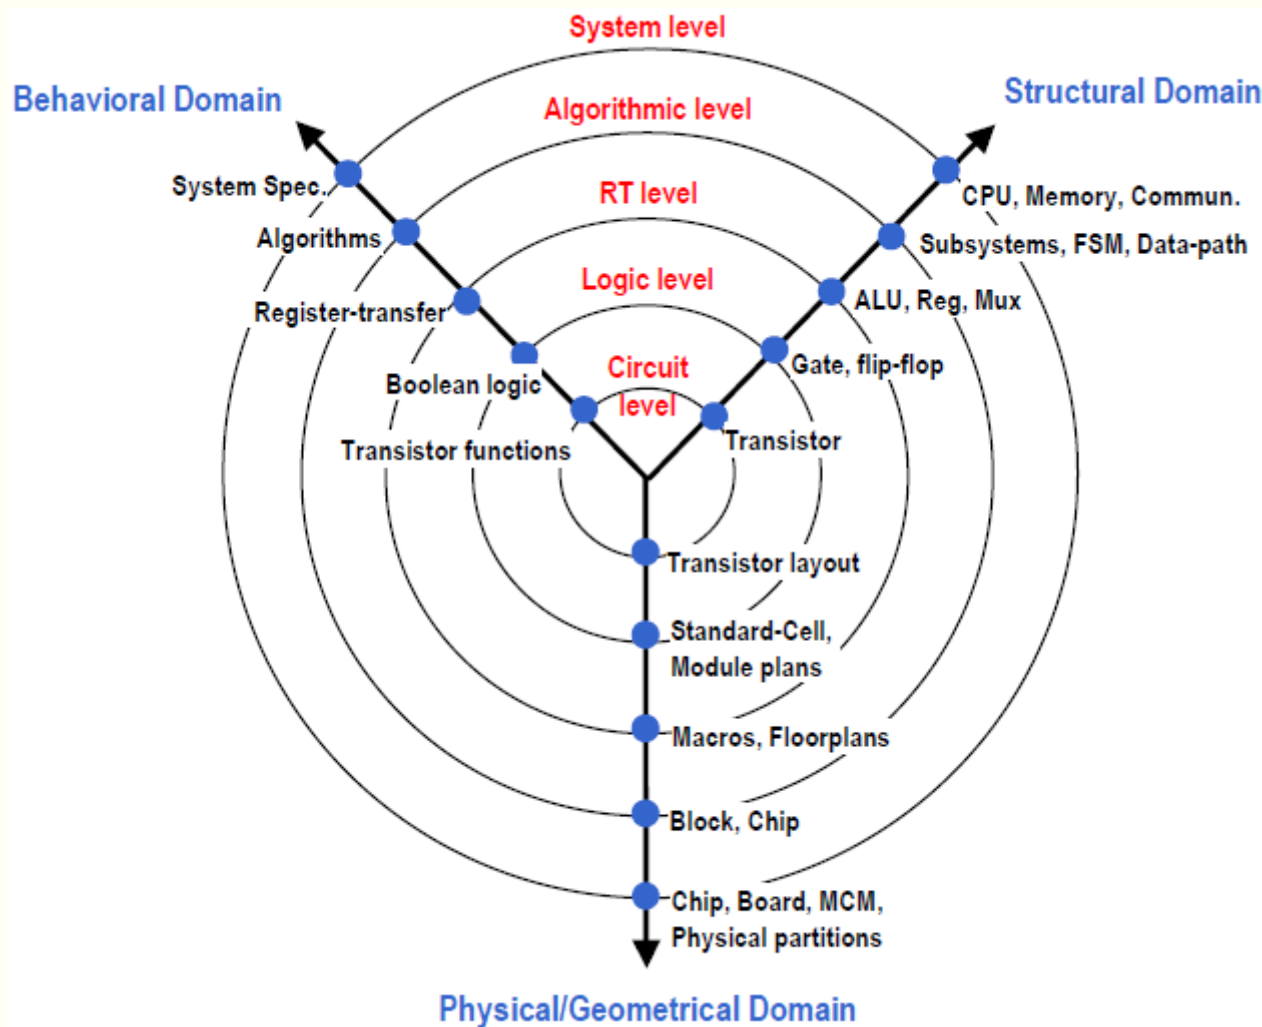 System level
Behavioral Domain
Structural Domain
Algorithmic level
System Spec.
CPU, Memory, Commun.
RT level
Algorithms
Subsystems, FSM, Data-path
Logic level
Register-transfer
ALU, Reg, Mux
Circuit
level
Gate, flip-flop
Boolean logic
Transistor functions
Transistor
Transistor layout
Standard-Cell,
Module plans
Macros, Floorplans
Block, Chip
Chip, Board, MCM,
Physical partitions
Physical/Geometrical Domain